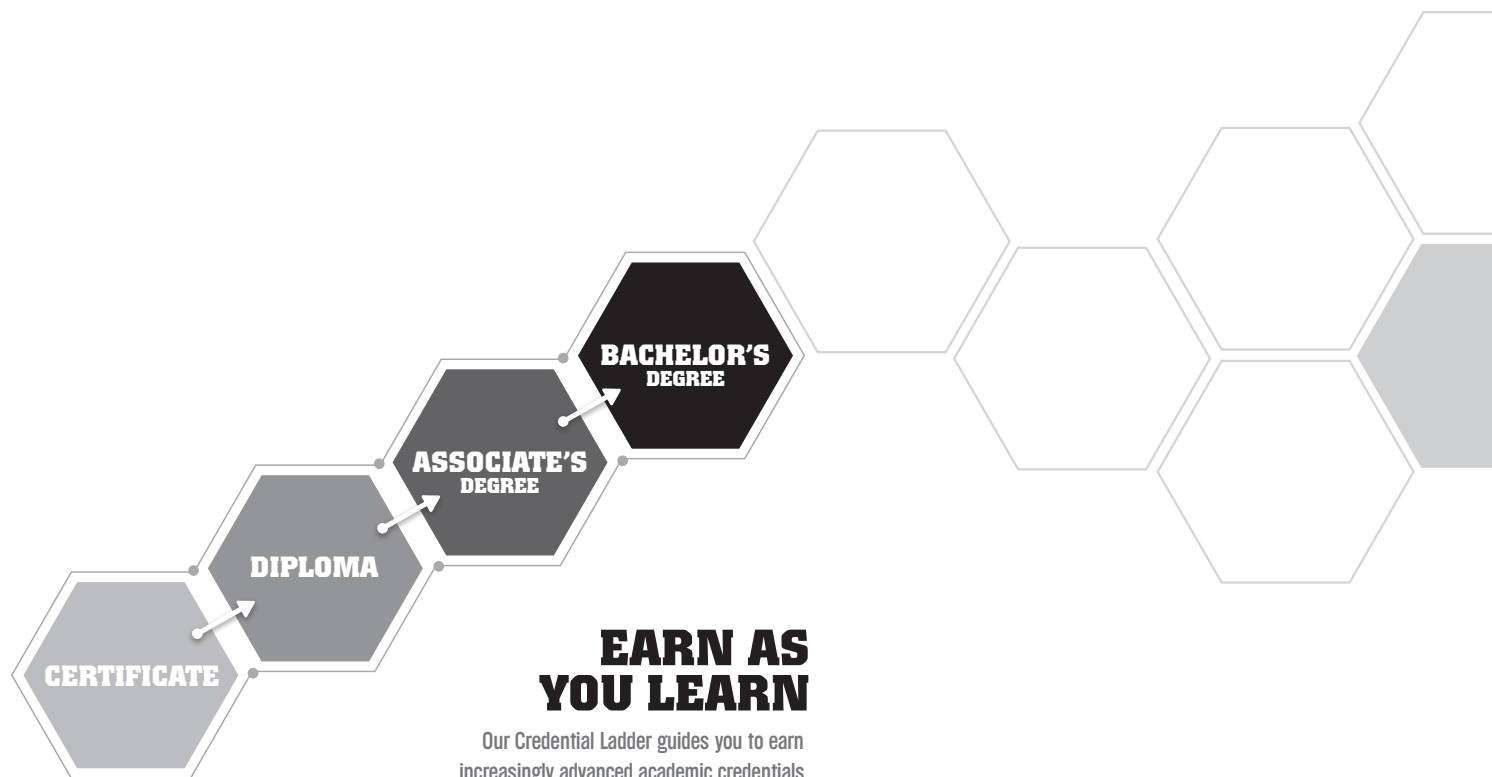 BACHELOR'S
DEGREE
ASSOCIATE'S
DEGREE
DIPLOMA
CERTIFICATE
EARN AS
YOU LEARN
Our Credential Ladder guides you to earn
increasingly advanced academic credentials